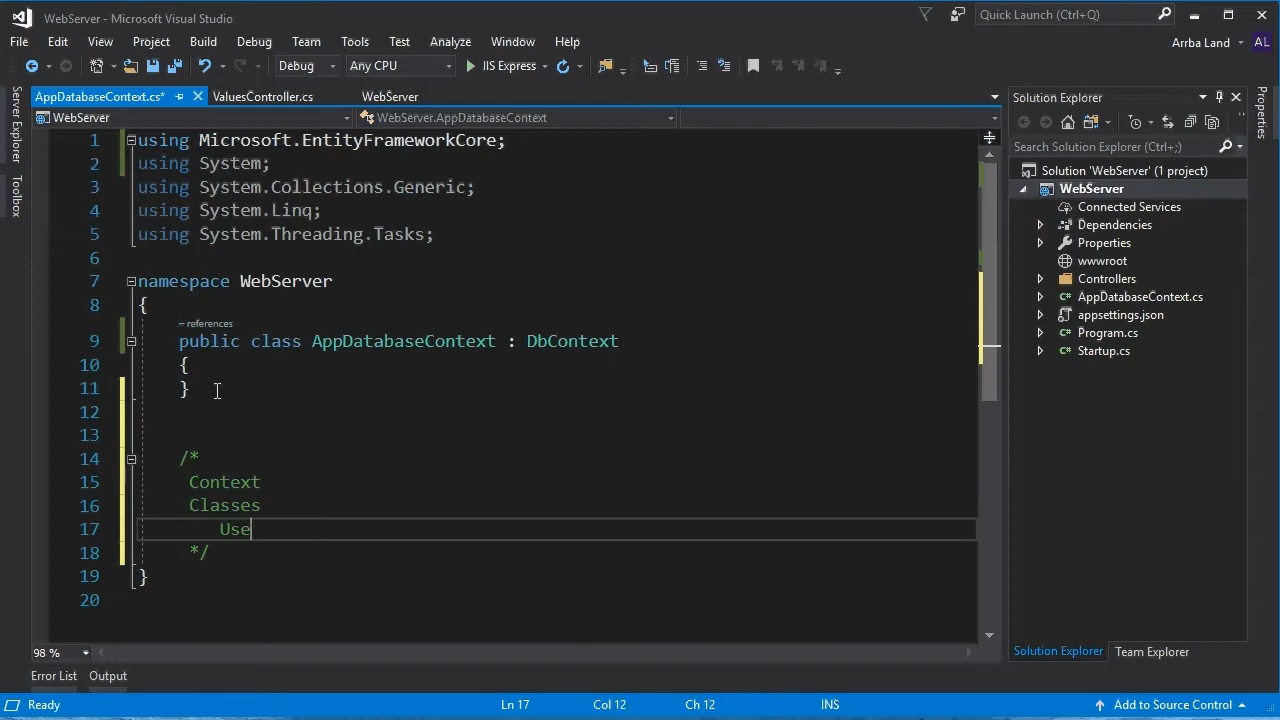 WebServer - Microsoft Visual Studio
Quick Launch (Ctrl+Q)
File Edit View Project Build Debug Team Tools Test Analyze Window Help
Arrba Land AL
Debug Any CPU IIS Express
AppDatabaseContext.cs* ValuesController.cs WebServer
WebServer WebServer.AppDatabaseContext
Server Explorer
Toolbox
1 using Microsoft.EntityFrameworkCore;
2 using System;
3 using System.Collections.Generic;
4 using System.Linq;
5 using System.Threading.Tasks;
6
7 namespace WebServer
8 {
– references
9 public class AppDatabaseContext : DbContext
10 {
11 }
12
13
14 /*
15 Context
16 Classes
17 Use
18 */
19 }
20
98 %
Solution Explorer
Search Solution Explorer (Ctrl+;)
Solution 'WebServer' (1 project)
WebServer
Connected Services
Dependencies
Properties
wwwroot
Controllers
AppDatabaseContext.cs
appsettings.json
Program.cs
Startup.cs
Solution Explorer Team Explorer
Properties
Error List Output
Ready Ln 17 Col 12 Ch 12 INS Add to Source Control